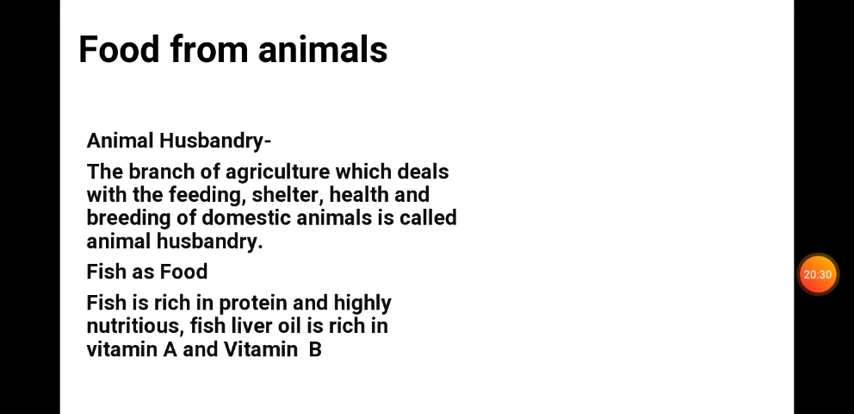 Food from animals
Animal Husbandry-
The branch of agriculture which deals
with the feeding, shelter, health and
breeding of domestic animals is called
animal husbandry.
Fish as Food
Fish is rich in protein and highly
nutritious, fish liver oil is rich in
vitamin A and Vitamin  B
20:30